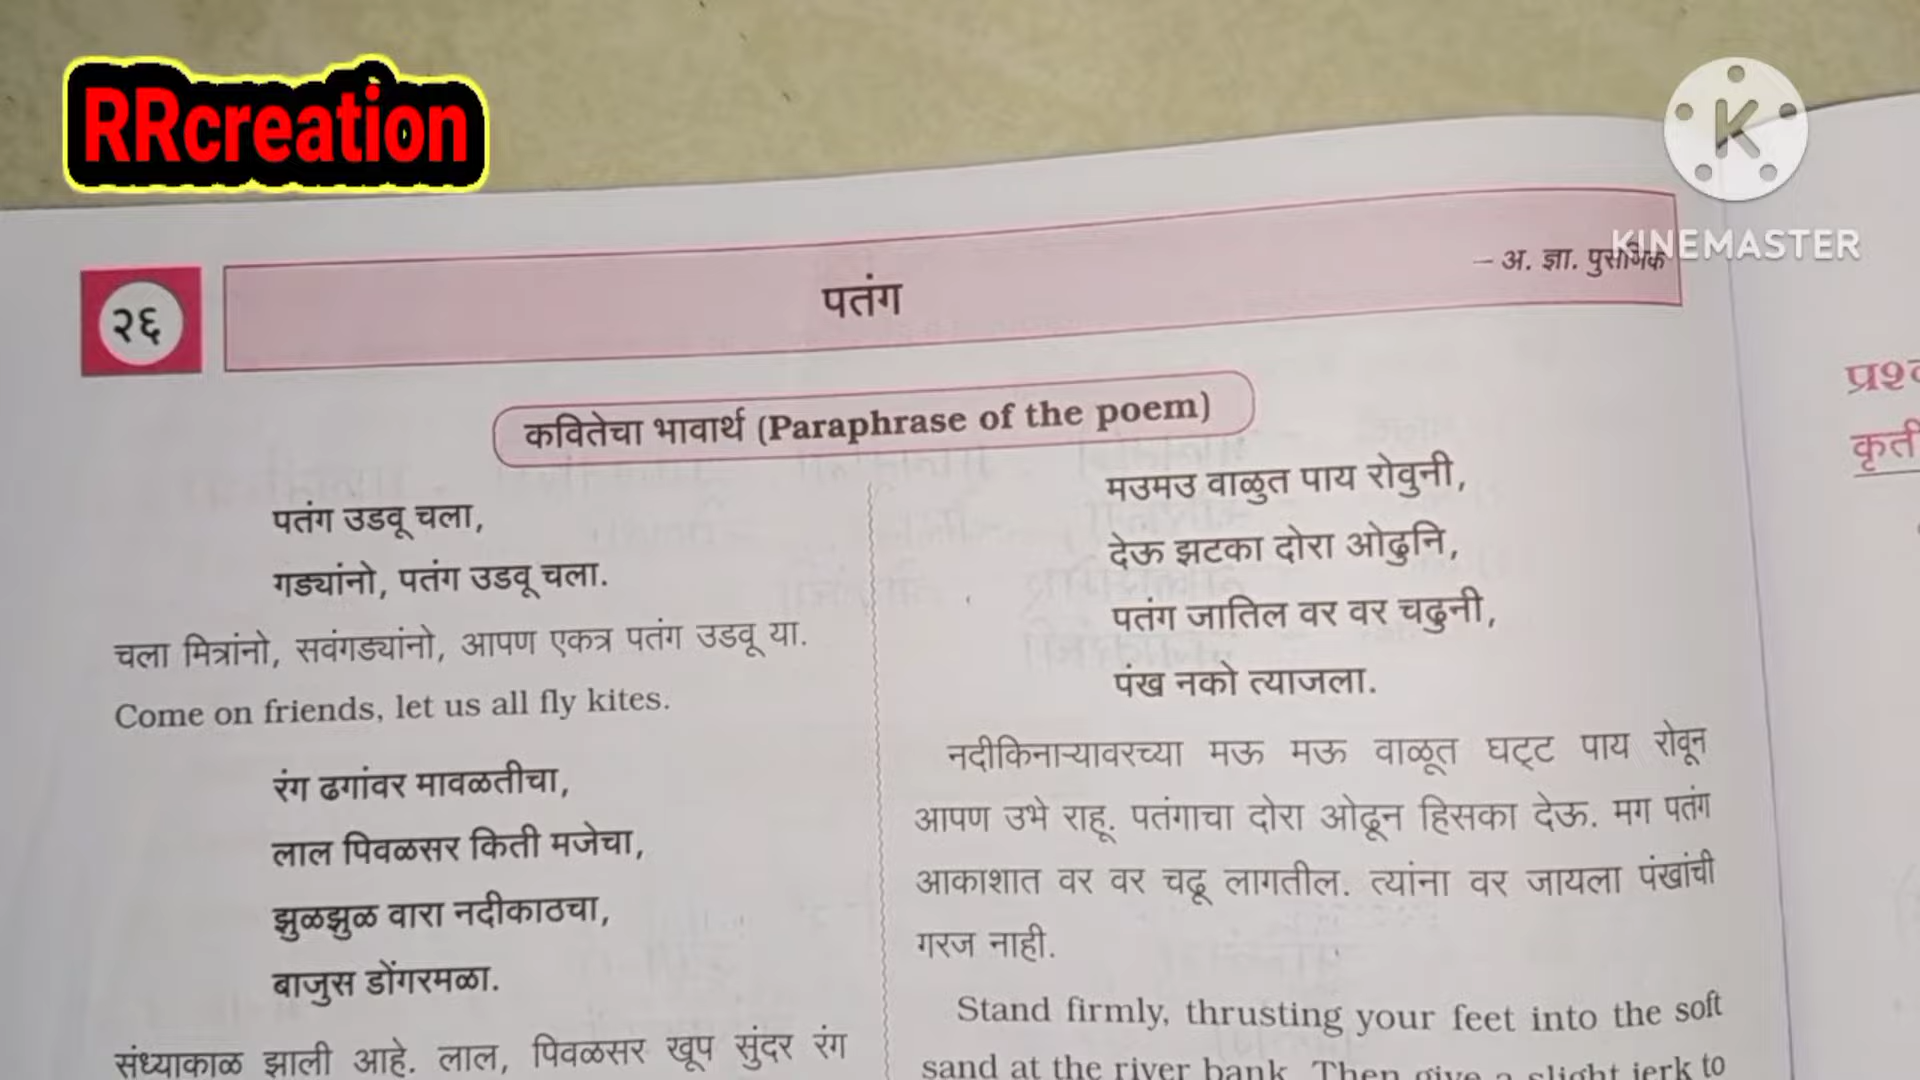 RRcreation
KINEMASTER
२६
पतंग
– अ. ज्ञा. पुराणिक
कवितेचा भावार्थ (Paraphrase of the poem)
पतंग उडवू चला,
गड्यांनो, पतंग उडवू चला.
चला मित्रांनो, सवंगड्यांनो, आपण एकत्र पतंग उडवू या.
Come on friends, let us all fly kites.
रंग ढगांवर मावळतीचा,
लाल पिवळसर किती मजेचा,
झुळझुळ वारा नदीकाठचा,
बाजुस डोंगरमळा.
संध्याकाळ झाली आहे. लाल, पिवळसर खूप सुंदर रंग
मउमउ वाळुत पाय रोवुनी,
देऊ झटका दोरा ओढुनि,
पतंग जातिल वर वर चढुनी,
पंख नको त्याजला.
नदीकिनाऱ्यावरच्या मऊ मऊ वाळूत घट्ट पाय रोवून
आपण उभे राहू. पतंगाचा दोरा ओढून हिसका देऊ. मग पतंग
आकाशात वर वर चढू लागतील. त्यांना वर जायला पंखांची
गरज नाही.
Stand firmly, thrusting your feet into the soft
sand at the river bank. Then give a slight jerk to
कृती